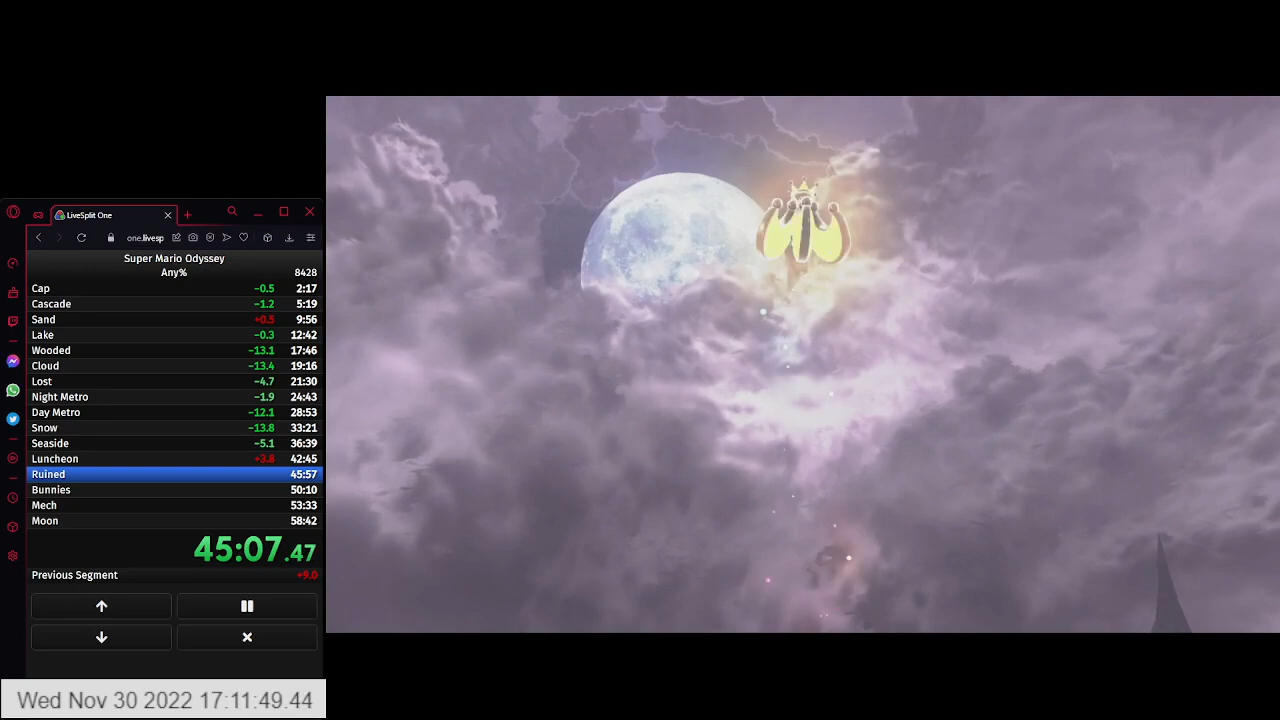 LiveSplit One
one.livesp
Super Mario Odyssey
Any% 8428
Cap −0.5 2:17
Cascade −1.2 5:19
Sand +0.5 9:56
Lake −0.3 12:42
Wooded −13.1 17:46
Cloud −13.4 19:16
Lost −4.7 21:30
Night Metro −1.9 24:43
Day Metro −12.1 28:53
Snow −13.8 33:21
Seaside −5.1 36:39
Luncheon +3.8 42:45
Ruined 45:57
Bunnies 50:10
Mech 53:33
Moon 58:42
45:07.47
Previous Segment +9.0
Wed Nov 30 2022 17:11:49.44